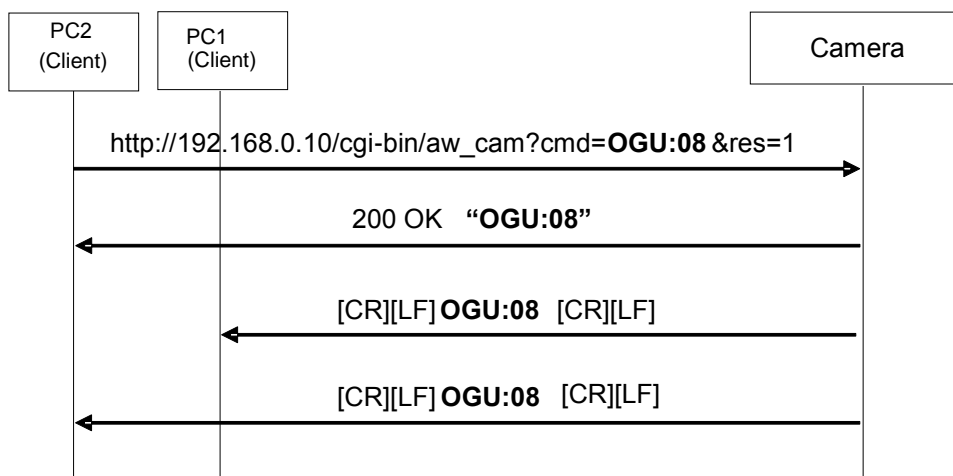 PC2
(Client)
PC1
(Client)
Camera
http://192.168.0.10/cgi-bin/aw_cam?cmd=OGU:08 &res=1
200 OK “OGU:08”
[CR][LF] OGU:08 [CR][LF]
[CR][LF] OGU:08 [CR][LF]